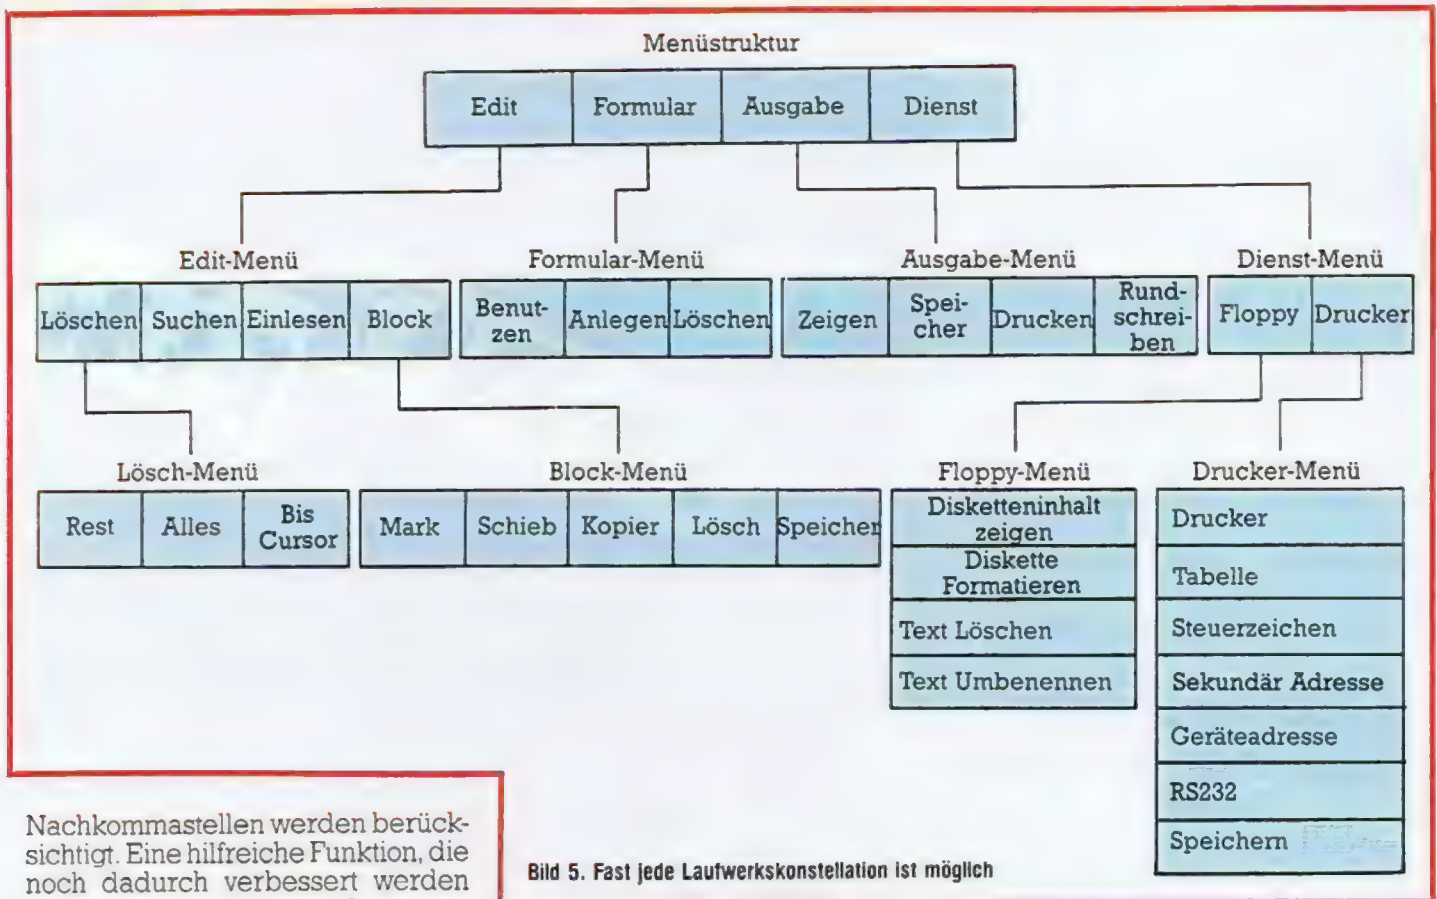 Menüstruktur
Edit Formular Ausgabe Dienst
Edit-Menü Formular-Menü Ausgabe-Menü Dienst-Menü
Löschen Suchen Einlesen Block
Benut-
zen
Anlegen Löschen
Zeigen
Spei-
cher
Drucken
Rund-
schrei-
ben
Floppy Drucker
Lösch-Menü Block-Menü Floppy-Menü Drucker-Menü
Rest Alles
Bis
Cursor
Mark Schieb Kopier Lösch Speicher
Disketteninhalt
zeigen
Diskette
Formatieren
Text Löschen
Text Umbenennen
Drucker
Tabelle
Steuerzeichen
Sekundär Adresse
Geräteadresse
RS232
Speichern
Nachkommastellen werden berück-
sichtigt. Eine hilfreiche Funktion, die
noch dadurch verbessert werden
Bild 5. Fast jede Laufwerkskonstellation ist möglich